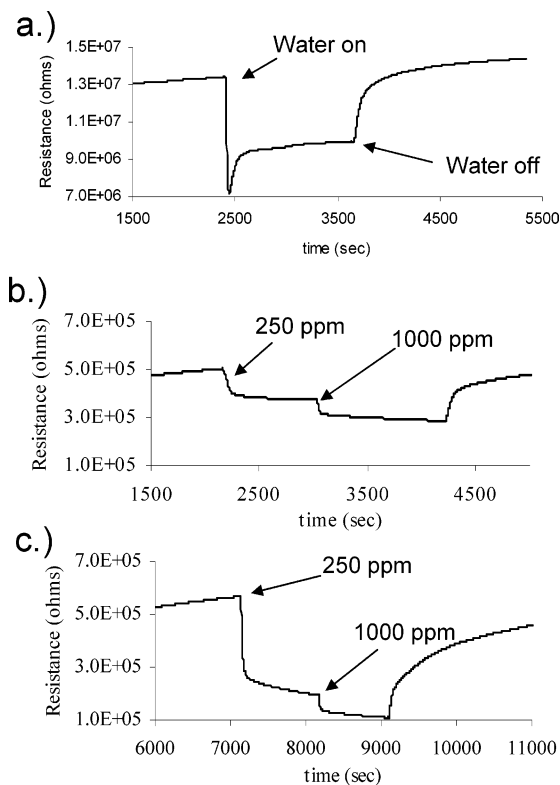 a.)
1.5E+07
1.3E+07
1.1E+07
9.0E+06
7.0E+06
Resistance (ohms)
Water on
Water off
1500 2500 3500 4500 5500
time (sec)
b.)
7.0E+05
5.0E+05
3.0E+05
1.0E+05
Resistance (ohms)
250 ppm
1000 ppm
1500 2500 3500 4500
time (sec)
c.)
7.0E+05
5.0E+05
3.0E+05
1.0E+05
Resistance (ohms)
250 ppm
1000 ppm
6000 7000 8000 9000 10000 11000
time (sec)